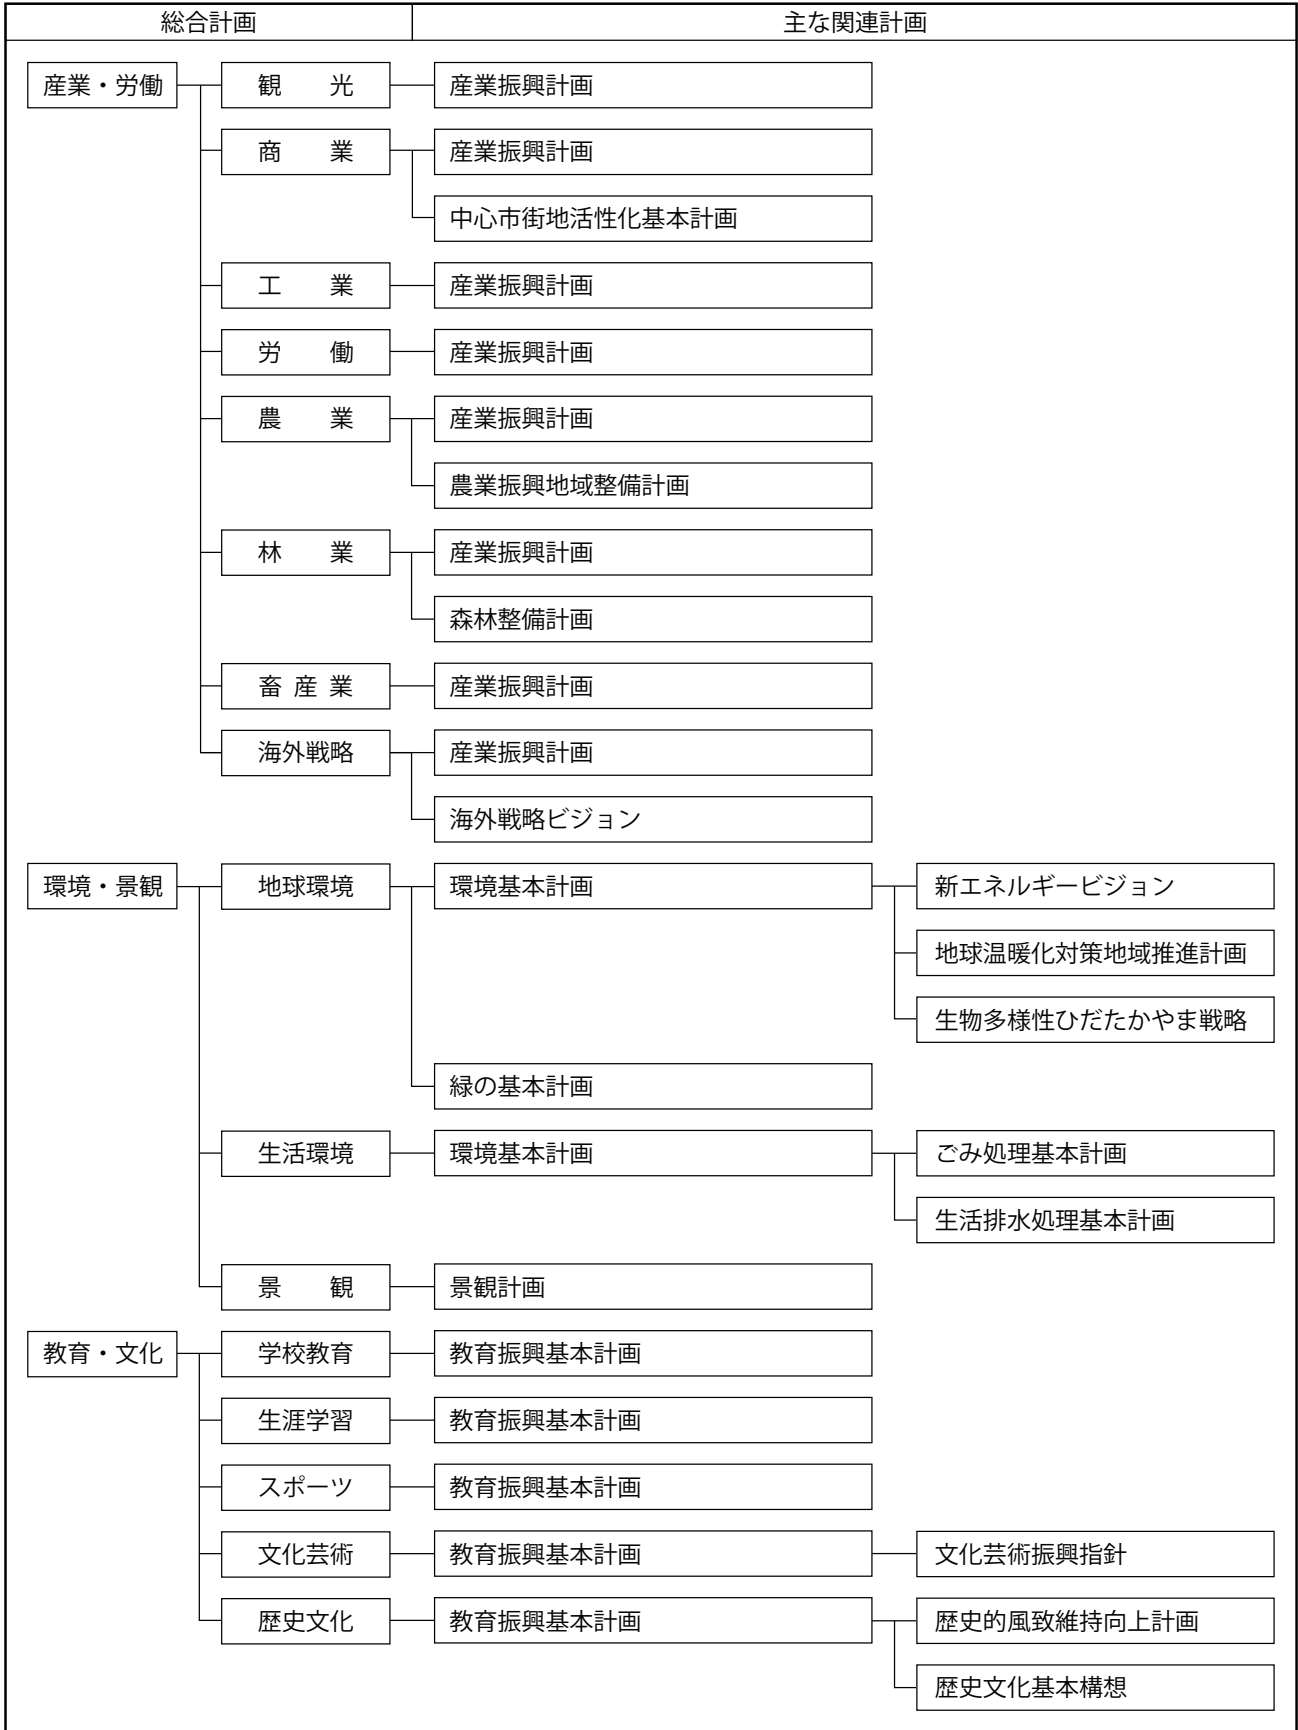 総合計画
主な関連計画
産業・労働
観光
産業振興計画
商業
産業振興計画
中心市街地活性化基本計画
工業
産業振興計画
労働
産業振興計画
農業
産業振興計画
農業振興地域整備計画
林業
産業振興計画
森林整備計画
畜産業
産業振興計画
海外戦略
産業振興計画
海外戦略ビジョン
環境・景観
地球環境
環境基本計画
新エネルギービジョン
地球温暖化対策地域推進計画
生物多様性ひだたかやま戦略
緑の基本計画
生活環境
環境基本計画
ごみ処理基本計画
生活排水処理基本計画
景観
景観計画
教育・文化
学校教育
教育振興基本計画
生涯学習
教育振興基本計画
スポーツ
教育振興基本計画
文化芸術
教育振興基本計画
文化芸術振興指針
歴史文化
教育振興基本計画
歴史的風致維持向上計画
歴史文化基本構想